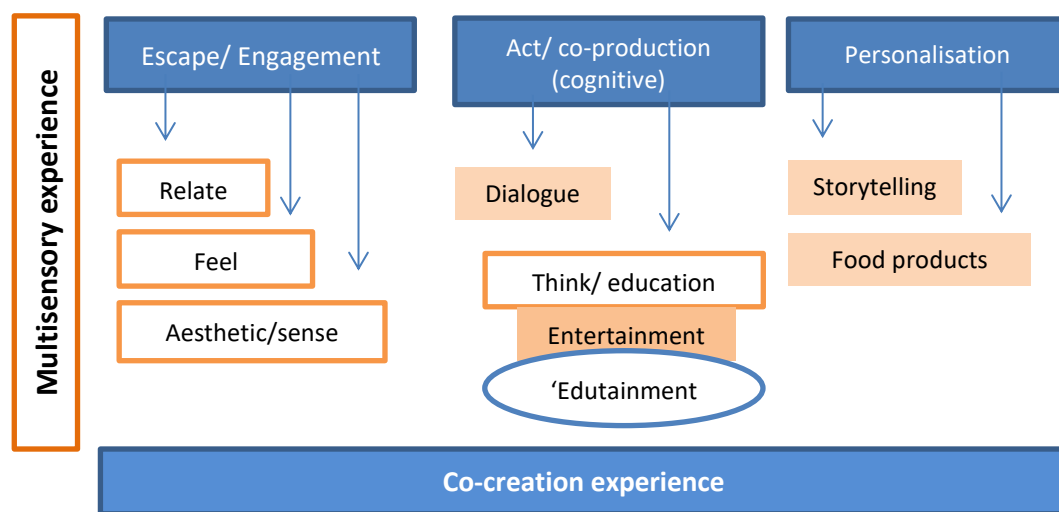 Multisensory experience
Escape/ Engagement
Relate
Feel
Aesthetic/sense
Act/ co-production
(cognitive)
Dialogue
Think/ education
Entertainment
‘Edutainment
Personalisation
Storytelling
Food products
Co-creation experience